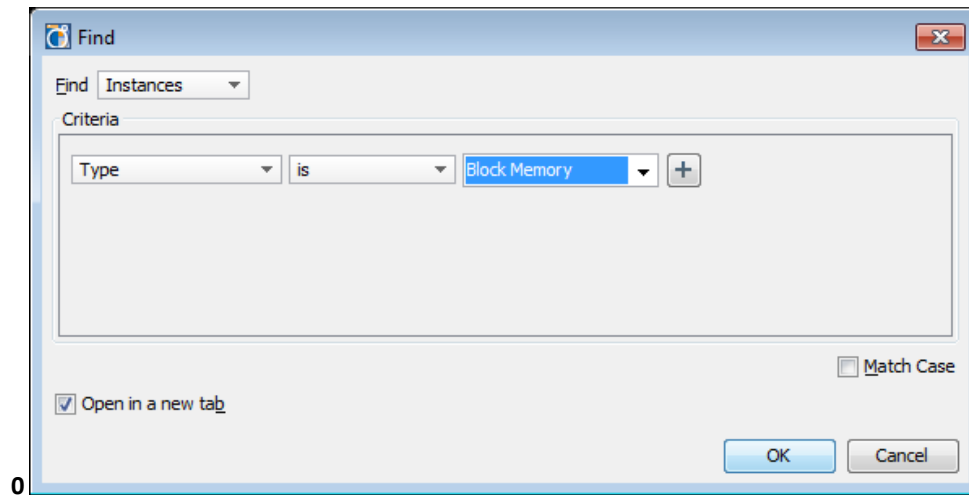 Find
Find Instances
Criteria
Type is Block Memory +
Match Case
Open in a new tab
OK Cancel
0